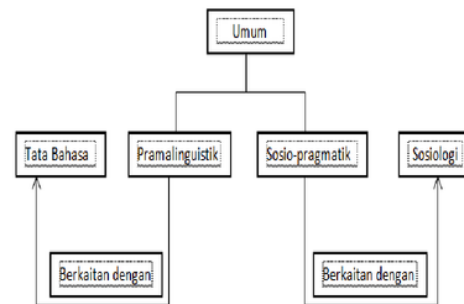 Umum
Tata Bahasa
Pramalinguistik
Sosio-pragmatik
Sosiologi
Berkaitan dengan
Berkaitan dengan